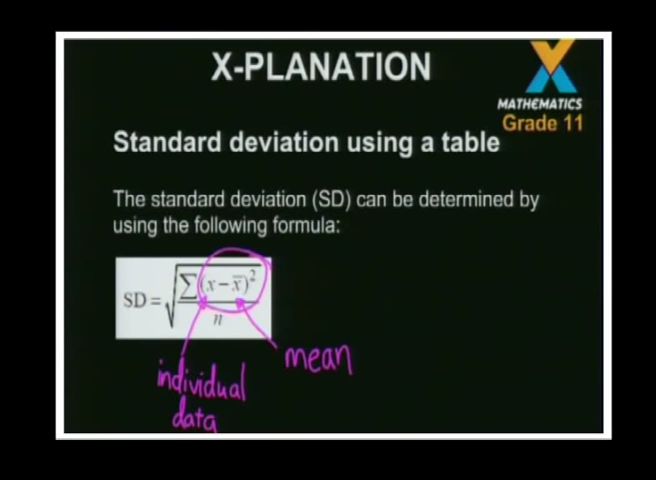 X-PLANATION
MATHEMATICS
Grade 11
Standard deviation using a table
The standard deviation (SD) can be determined by
using the following formula:
SD = √(∑(x − x̅)² / n)
individual
data
mean